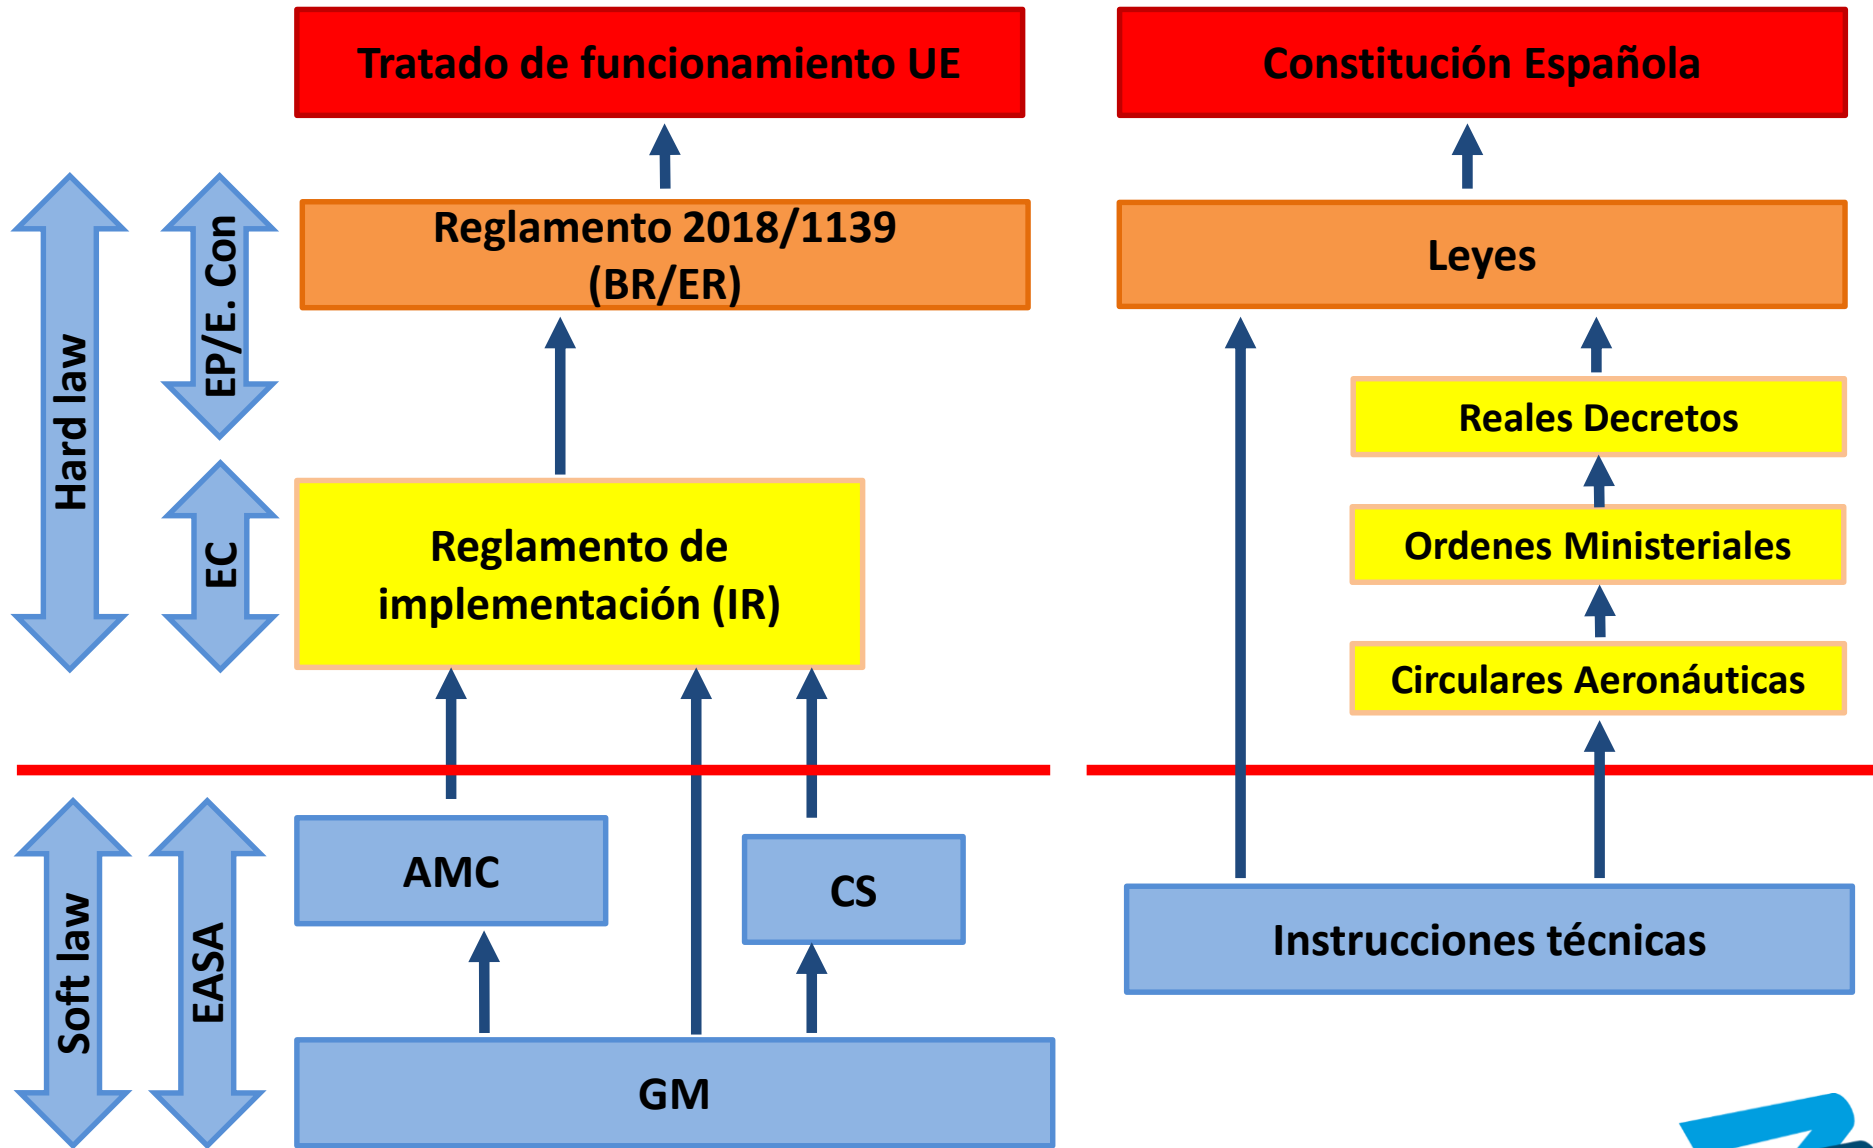 Tratado de funcionamiento UE
Constitución Española
Hard law
EP/E. Con
Reglamento 2018/1139
(BR/ER)
Leyes
Reales Decretos
EC
Reglamento de
implementación (IR)
Ordenes Ministeriales
Circulares Aeronáuticas
Soft law
EASA
AMC
CS
Instrucciones técnicas
GM